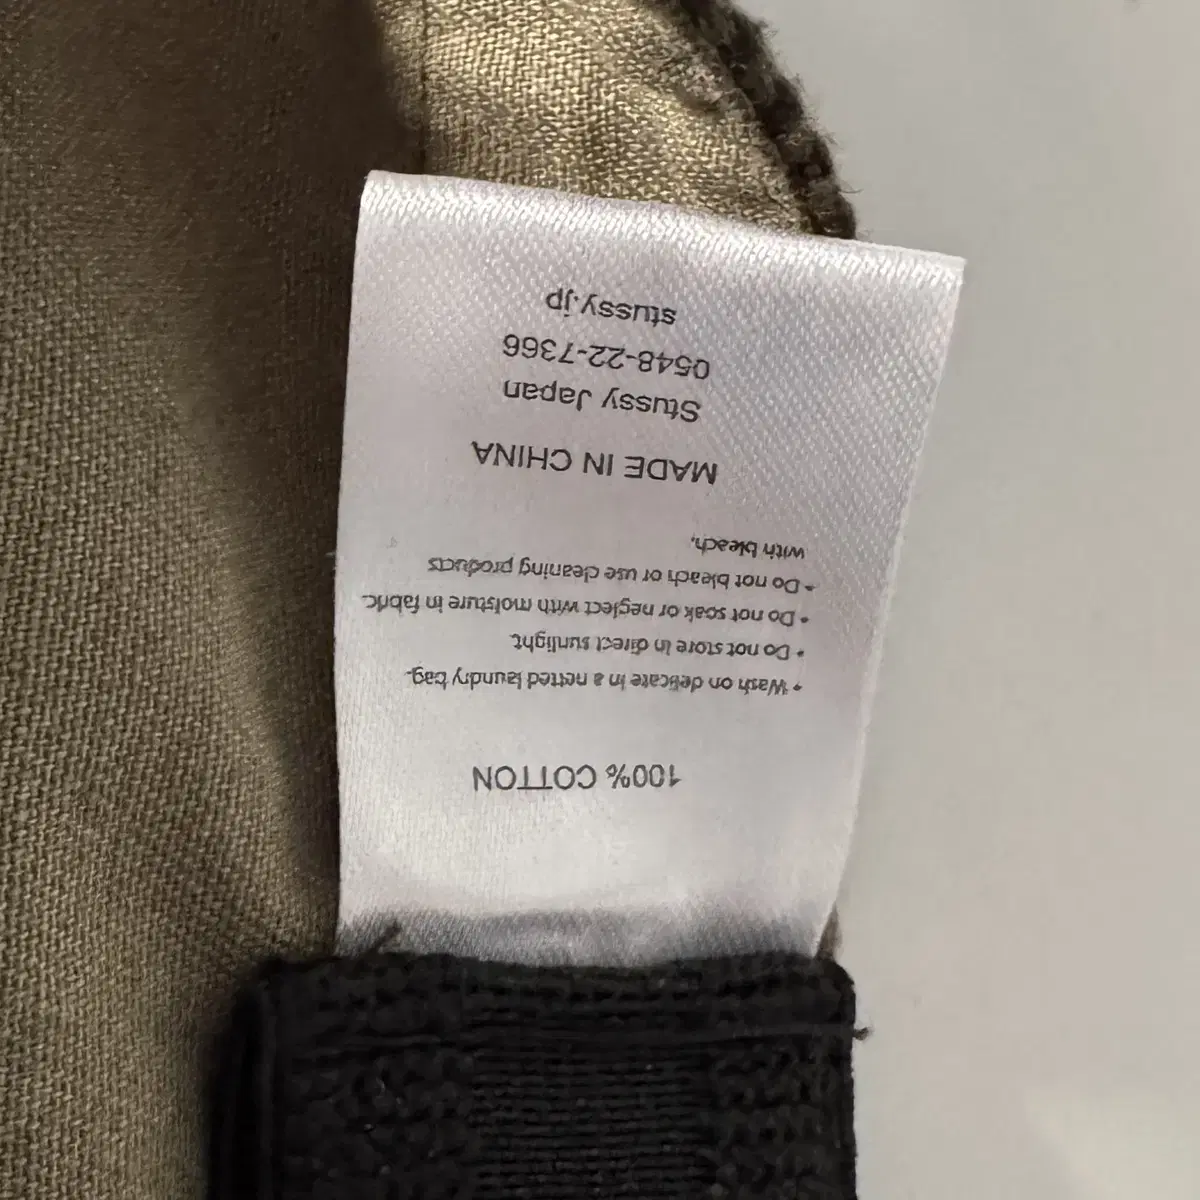 100% COTTON
• Wash on delicate in a netted laundry bag.
• Do not store in direct sunlight.
• Do not soak or neglect with moisture in fabric.
• Do not bleach or use cleaning products
with bleach,
MADE IN CHINA
Stussy Japan
0548-22-7366
stussy.jp